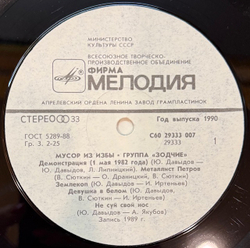 МИНИСТЕРСТВО
КУЛЬТУРЫ СССР
ВСЕСОЮЗНОЕ ТВОРЧЕСКО-
ПРОИЗВОДСТВЕННОЕ ОБЪЕДИНЕНИЕ
ФИРМА
МЕЛОДИЯ
АПРЕЛЕВСКИЙ ОРДЕНА ЛЕНИНА ЗАВОД ГРАМПЛАСТИНОК
СТЕРЕО 33
Год выпуска 1990
ГОСТ 5289-88
Гр. 3. 2-25
С60 29333 007
29333 1
МУСОР ИЗ ИЗБЫ • ГРУППА «ЗОДЧИЕ»
Демонстрация (1 мая 1982 года) (Ю. Давыдов —
Ю. Давыдов, Л. Липницкий). Металлист Петров
(В. Сюткин — О. Драницкий, В. Сюткин)
Землекоп (Ю. Давыдов — И. Иртеньев)
Девушка в белом (Ю. Давыдов,
В. Сюткин — И. Иртеньев)
Не суй свой нос
(Ю. Давыдов — А. Якубов)
Запись 1989 г.